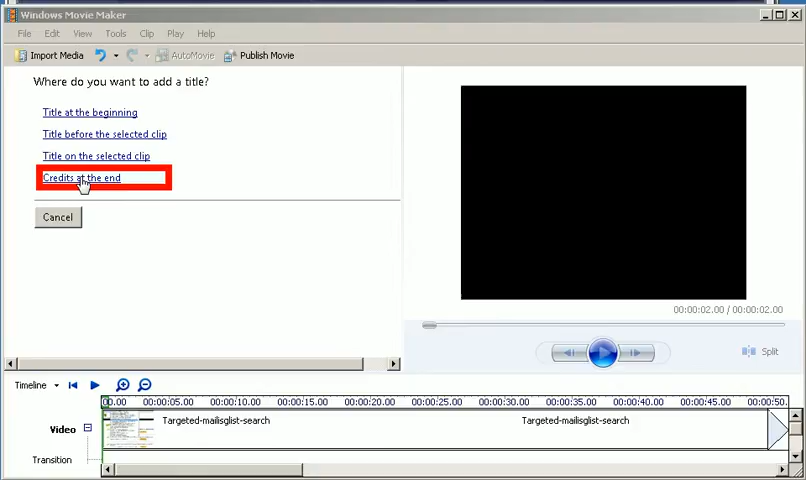 Windows Movie Maker
File Edit View Tools Clip Play Help
Import Media AutoMovie Publish Movie
Where do you want to add a title?
Title at the beginning
Title before the selected clip
Title on the selected clip
Credits at the end
Cancel
00:00:02.00 / 00:00:02.00
Split
Timeline
00.00 00:00:05.00 00:00:10.00 00:00:15.00 00:00:20.00 00:00:25.00 00:00:30.00 00:00:35.00 00:00:40.00 00:00:45.00 00:00:50.
Video Targeted-mailisglist-search Targeted-mailisglist-search
Transition